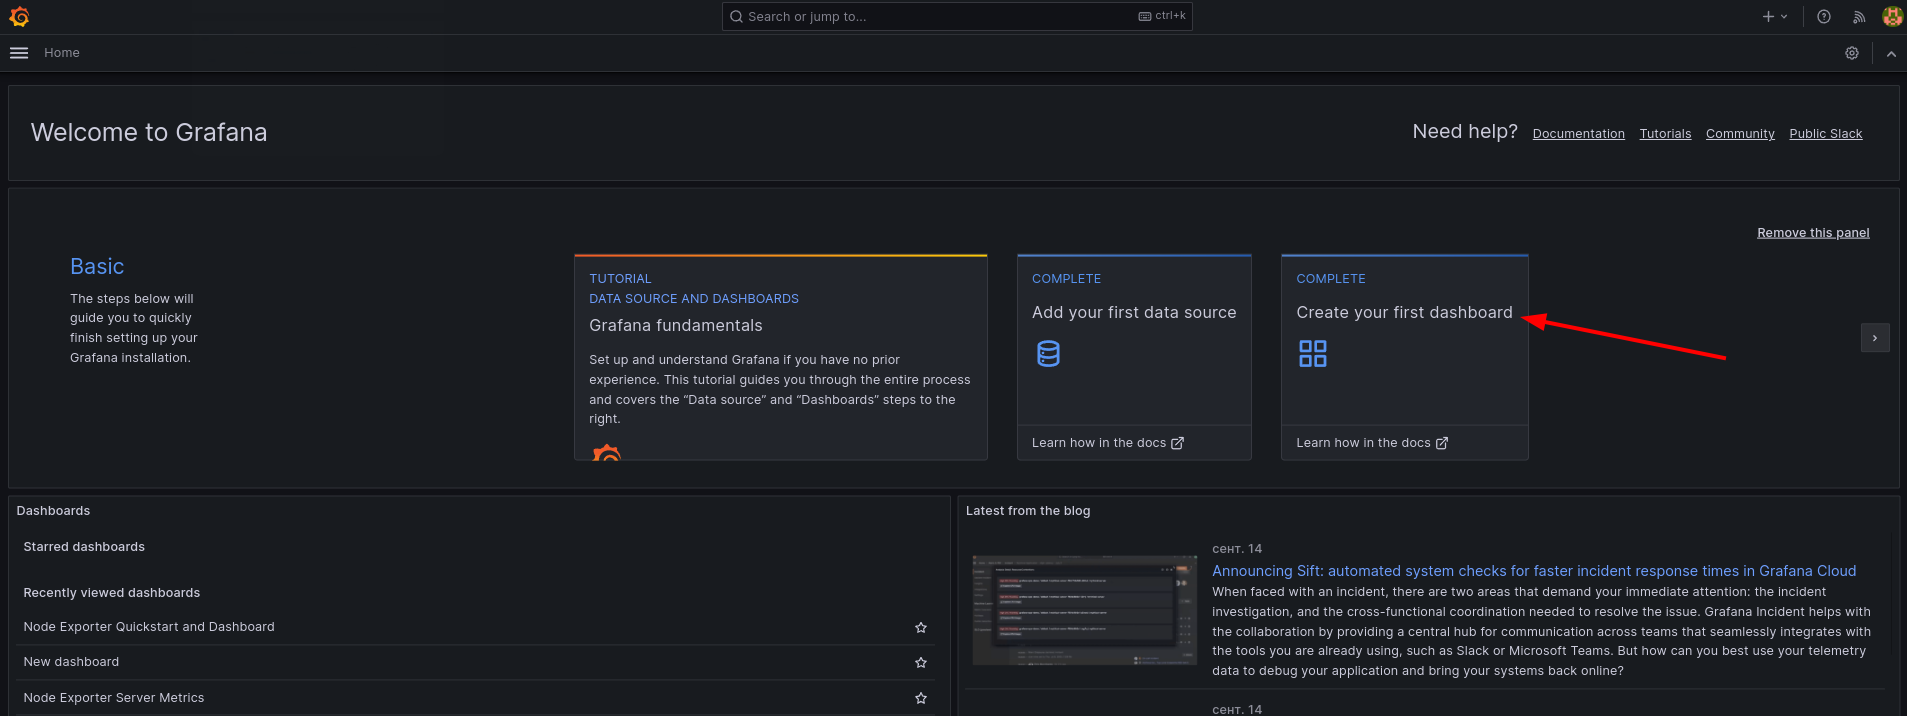 Search or jump to...
ctrl+k
Home
Welcome to Grafana
Need help?
Documentation
Tutorials
Community
Public Slack
Remove this panel
Basic
The steps below will
guide you to quickly
finish setting up your
Grafana installation.
TUTORIAL
DATA SOURCE AND DASHBOARDS
Grafana fundamentals
Set up and understand Grafana if you have no prior
experience. This tutorial guides you through the entire process
and covers the “Data source” and “Dashboards” steps to the
right.
COMPLETE
Add your first data source
Learn how in the docs
COMPLETE
Create your first dashboard
Learn how in the docs
Dashboards
Starred dashboards
Recently viewed dashboards
Node Exporter Quickstart and Dashboard
New dashboard
Node Exporter Server Metrics
Latest from the blog
сент. 14
Announcing Sift: automated system checks for faster incident response times in Grafana Cloud
When faced with an incident, there are two areas that demand your immediate attention: the incident
investigation, and the cross-functional coordination needed to resolve the issue. Grafana Incident helps with
the collaboration by providing a central hub for communication across teams that seamlessly integrates with
the tools you are already using, such as Slack or Microsoft Teams. But how can you best use your telemetry
data to debug your application and bring your systems back online?
сент. 14